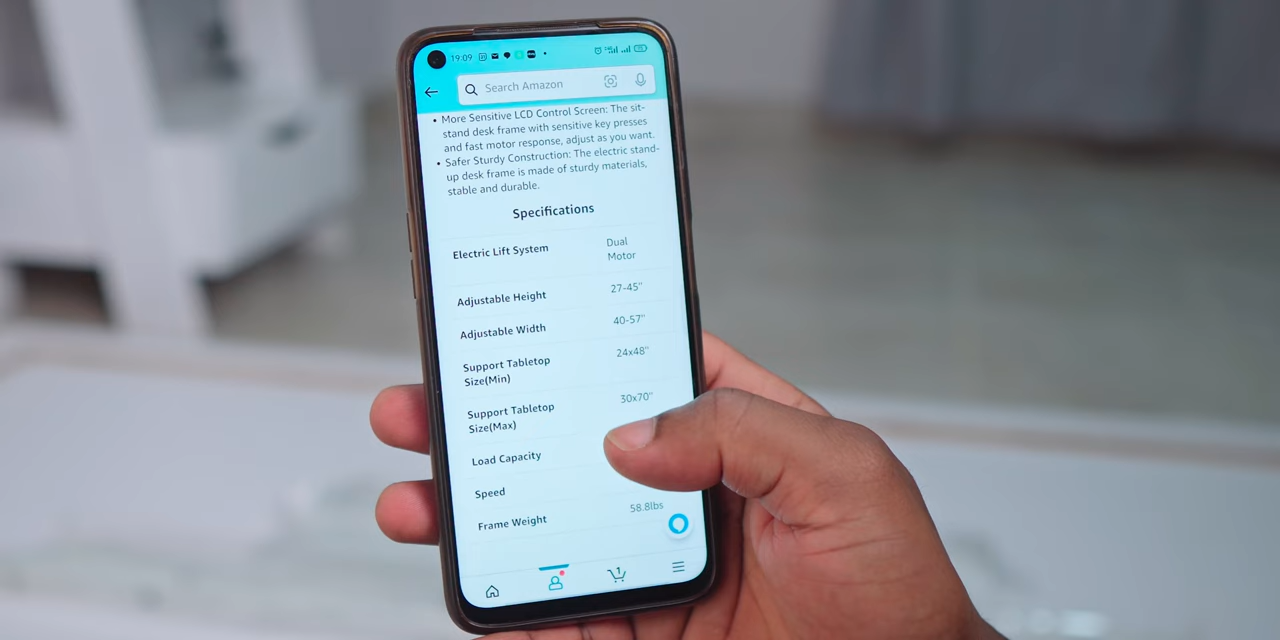 19:09
Search Amazon
• More Sensitive LCD Control Screen: The sit-
stand desk frame with sensitive key presses
and fast motor response, adjust as you want.
• Safer Sturdy Construction: The electric stand-
up desk frame is made of sturdy materials,
stable and durable.
Specifications
Electric Lift System
Dual
Motor
Adjustable Height
27-45"
Adjustable Width
40-57"
Support Tabletop
Size(Min)
24x48"
Support Tabletop
Size(Max)
30x70"
Load Capacity
Speed
Frame Weight
58.8lbs
1